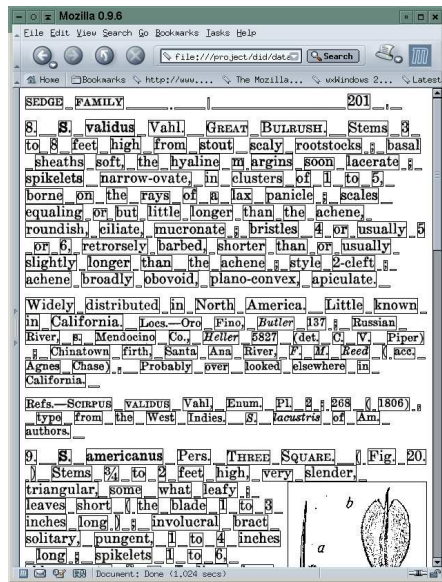 Mozilla 0.9.6
File Edit View Search Go Bookmarks Tasks Help
file:///project/did/data Search
Home Bookmarks http://www.... The Mozilla... wxWindows 2... Latest
SEDGE FAMILY 201
8. S. validus Vahl. GREAT BULRUSH. Stems 3
to 8 feet high from stout scaly rootstocks ; basal
sheaths soft, the hyaline m argins soon lacerate ;
spikelets narrow-ovate, in clusters of 1 to 5,
borne on the rays of a lax panicle ; scales
equaling or but little longer than the achene,
roundish, ciliate, mucronate ; bristles 4 or usually 5
or 6, retrorsely barbed, shorter than or usually
slightly longer than the achene ; style 2-cleft ;
achene broadly obovoid, plano-convex, apiculate.
Widely distributed in North America. Little known
in California. Locs.—Oro Fino, Butler 137 ; Russian
River, s. Mendocino Co., Heller 5827 (det. C. V. Piper)
; Chinatown firth, Santa Ana River, F. M. Reed ( acc.
Agnes Chase) . Probably over looked elsewhere in
California.
Refs.—SCIRPUS VALIDUS Vahl, Enum. Pl. 2 : 268 ( 1806) ;
type from the West Indies. S. lacustris of Am.
authors.
9. S. americanus Pers. THREE SQUARE. ( Fig. 20.
) Stems ¾ to 2 feet high, very slender,
triangular, some what leafy ;
leaves short ( the blade 1 to 3
inches long ) ; involucral bract
solitary, pungent, 1 to 4 inches
long ; spikelets 1 to 6,
a
b
Document: Done (1.024 secs)